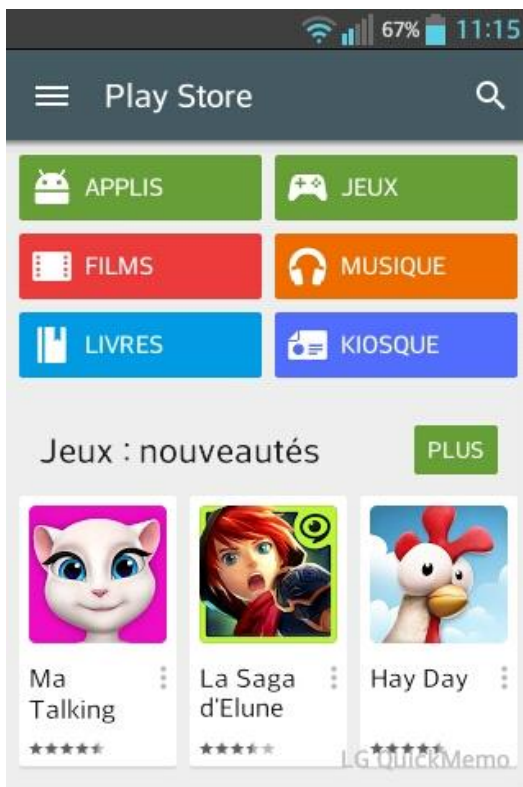 67% 11:15
Play Store
APPLIS JEUX
FILMS MUSIQUE
LIVRES KIOSQUE
Jeux : nouveautés PLUS
Ma La Saga Hay Day
Talking d'Elune
LG QuickMemo